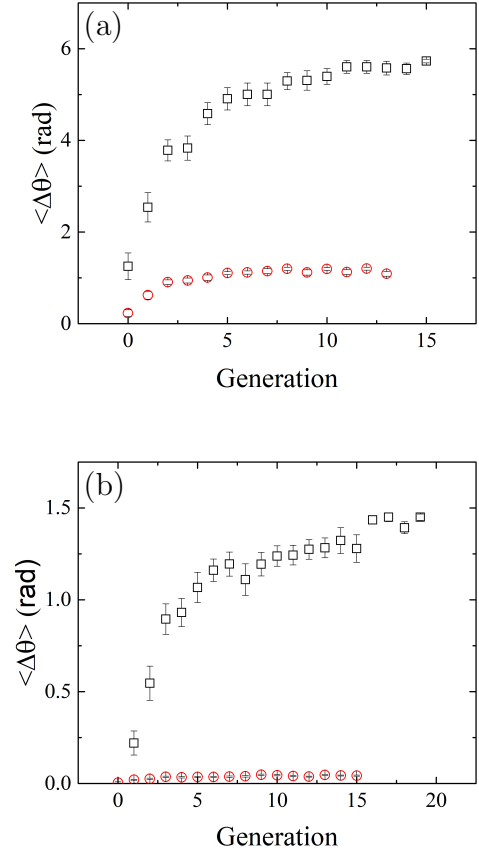 (a)
<Δθ> (rad)
6
4
2
0
0 5 10 15
Generation
(b)
<Δθ> (rad)
1.5
1.0
0.5
0.0
0 5 10 15 20
Generation